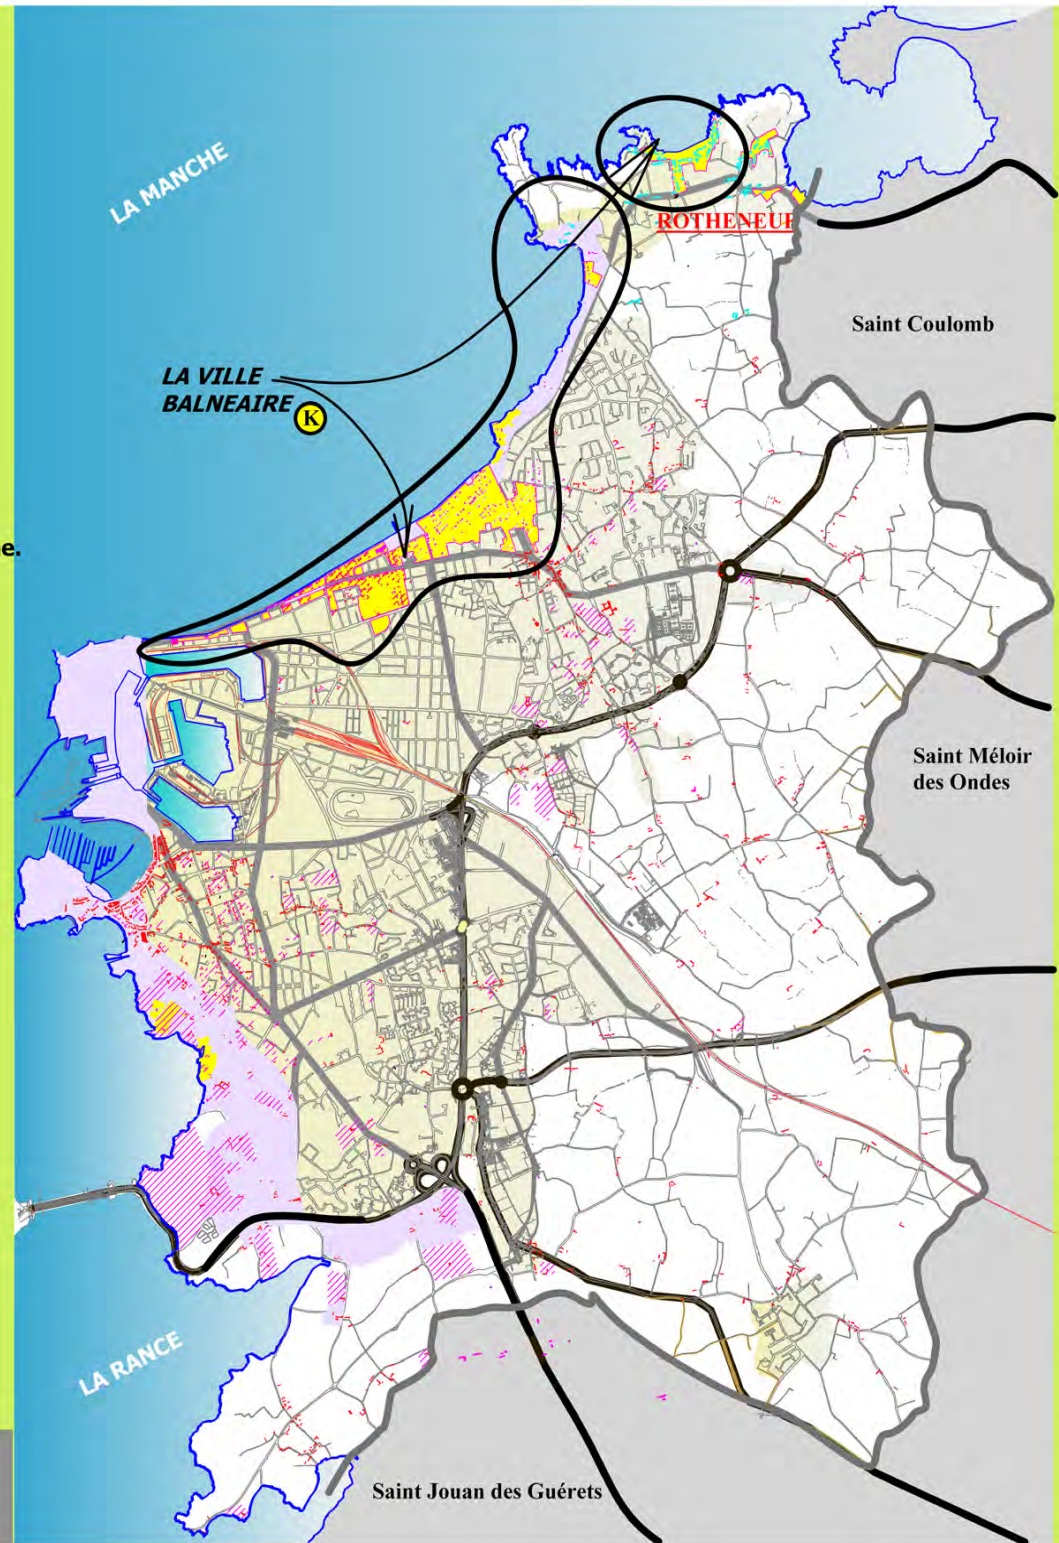 LA MANCHE
ROTHENEUF
Saint Coulomb
LA VILLE
BALNEAIRE
K
e.
Saint Méloir
des Ondes
LA RANCE
Saint Jouan des Guérets